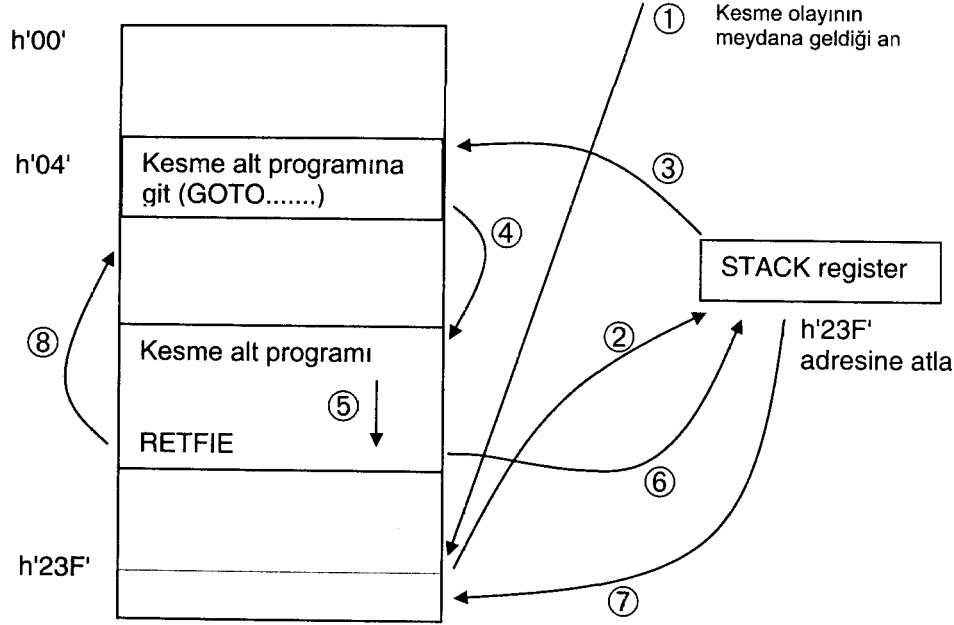 h'00'
①
Kesme olayının
meydana geldiği an
h'04'
Kesme alt programına
git (GOTO.......)
③
④
STACK register
⑧
Kesme alt programı
②
h'23F'
adresine atla
⑤
RETFIE
⑥
h'23F'
⑦